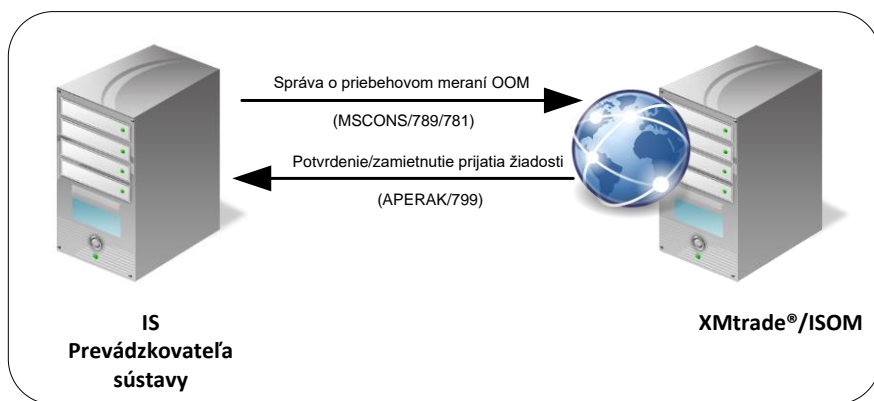 Správa o priebehovom meraní OOM
(MSCONS/789/781)
Potvrdenie/zamietnutie prijatia žiadosti
(APERAK/799)
IS
Prevádzkovateľa
sústavy
XMtrade®/ISOM